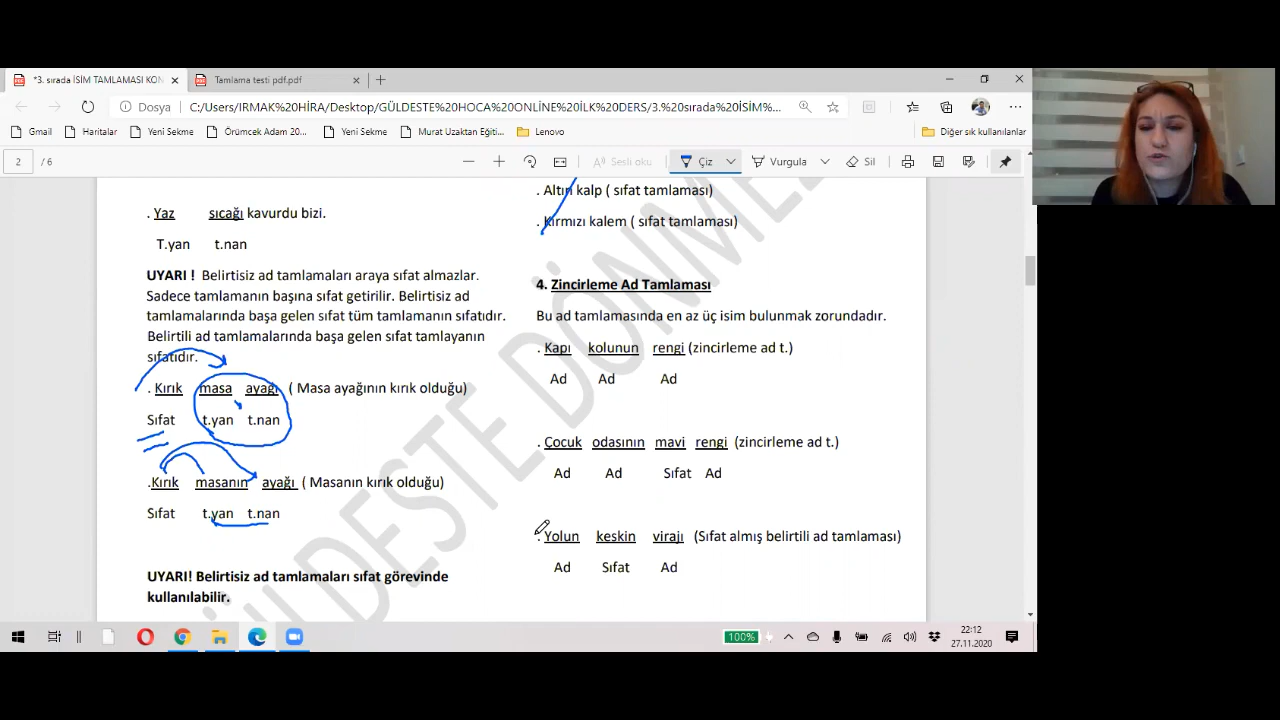 *3. sırada İSİM TAMLAMASI KON
Tamlama testi pdf.pdf
Dosya
C:/Users/IRMAK%20HİRA/Desktop/GÜLDESTE%20HOCA%20ONLİNE%20İLK%20DERS/3.%20sırada%20İSİM%...
Gmail
Haritalar
Yeni Sekme
Örümcek Adam 20...
Yeni Sekme
Murat Uzaktan Eğiti...
Lenovo
Diğer sık kullanılanlar
2 / 6
Sesli oku
Çiz
Vurgula
Sil
. Yaz sıcağı kavurdu bizi.
T.yan t.nan
UYARI ! Belirtisiz ad tamlamaları araya sıfat almazlar.
Sadece tamlamanın başına sıfat getirilir. Belirtisiz ad
tamlamalarında başa gelen sıfat tüm tamlamanın sıfatıdır.
Belirtili ad tamlamalarında başa gelen sıfat tamlayanın
sıfatıdır.
. Kırık masa ayağı ( Masa ayağının kırık olduğu)
Sıfat t.yan t.nan
.Kırık masanın ayağı ( Masanın kırık olduğu)
Sıfat t.yan t.nan
UYARI! Belirtisiz ad tamlamaları sıfat görevinde
kullanılabilir.
. Altın kalp ( sıfat tamlaması)
. Kırmızı kalem ( sıfat tamlaması)
4. Zincirleme Ad Tamlaması
Bu ad tamlamasında en az üç isim bulunmak zorundadır.
. Kapı kolunun rengi (zincirleme ad t.)
Ad Ad Ad
. Çocuk odasının mavi rengi (zincirleme ad t.)
Ad Ad Sıfat Ad
. Yolun keskin virajı (Sıfat almış belirtili ad tamlaması)
Ad Sıfat Ad
GÜLDESTE DÖNMEZ
100%
22:12
27.11.2020